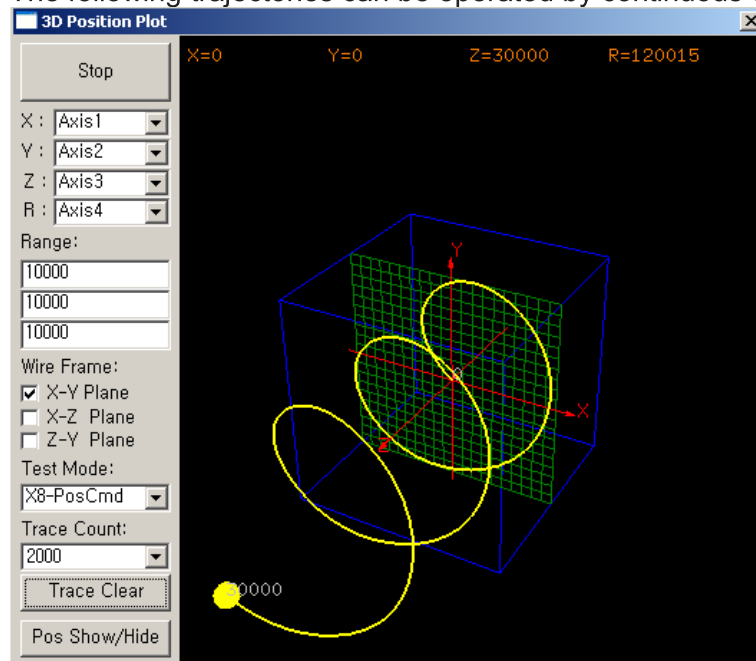 The following trajectories can be operated by continuous
3D Position Plot
Stop
X=0 Y=0 Z=30000 R=120015
X : Axis1
Y : Axis2
Z : Axis3
R : Axis4
Range:
10000
10000
10000
Wire Frame:
X-Y Plane
X-Z Plane
Z-Y Plane
Test Mode:
X8-PosCmd
Trace Count:
2000
Trace Clear
Pos Show/Hide
Y
0
X
Z
30000